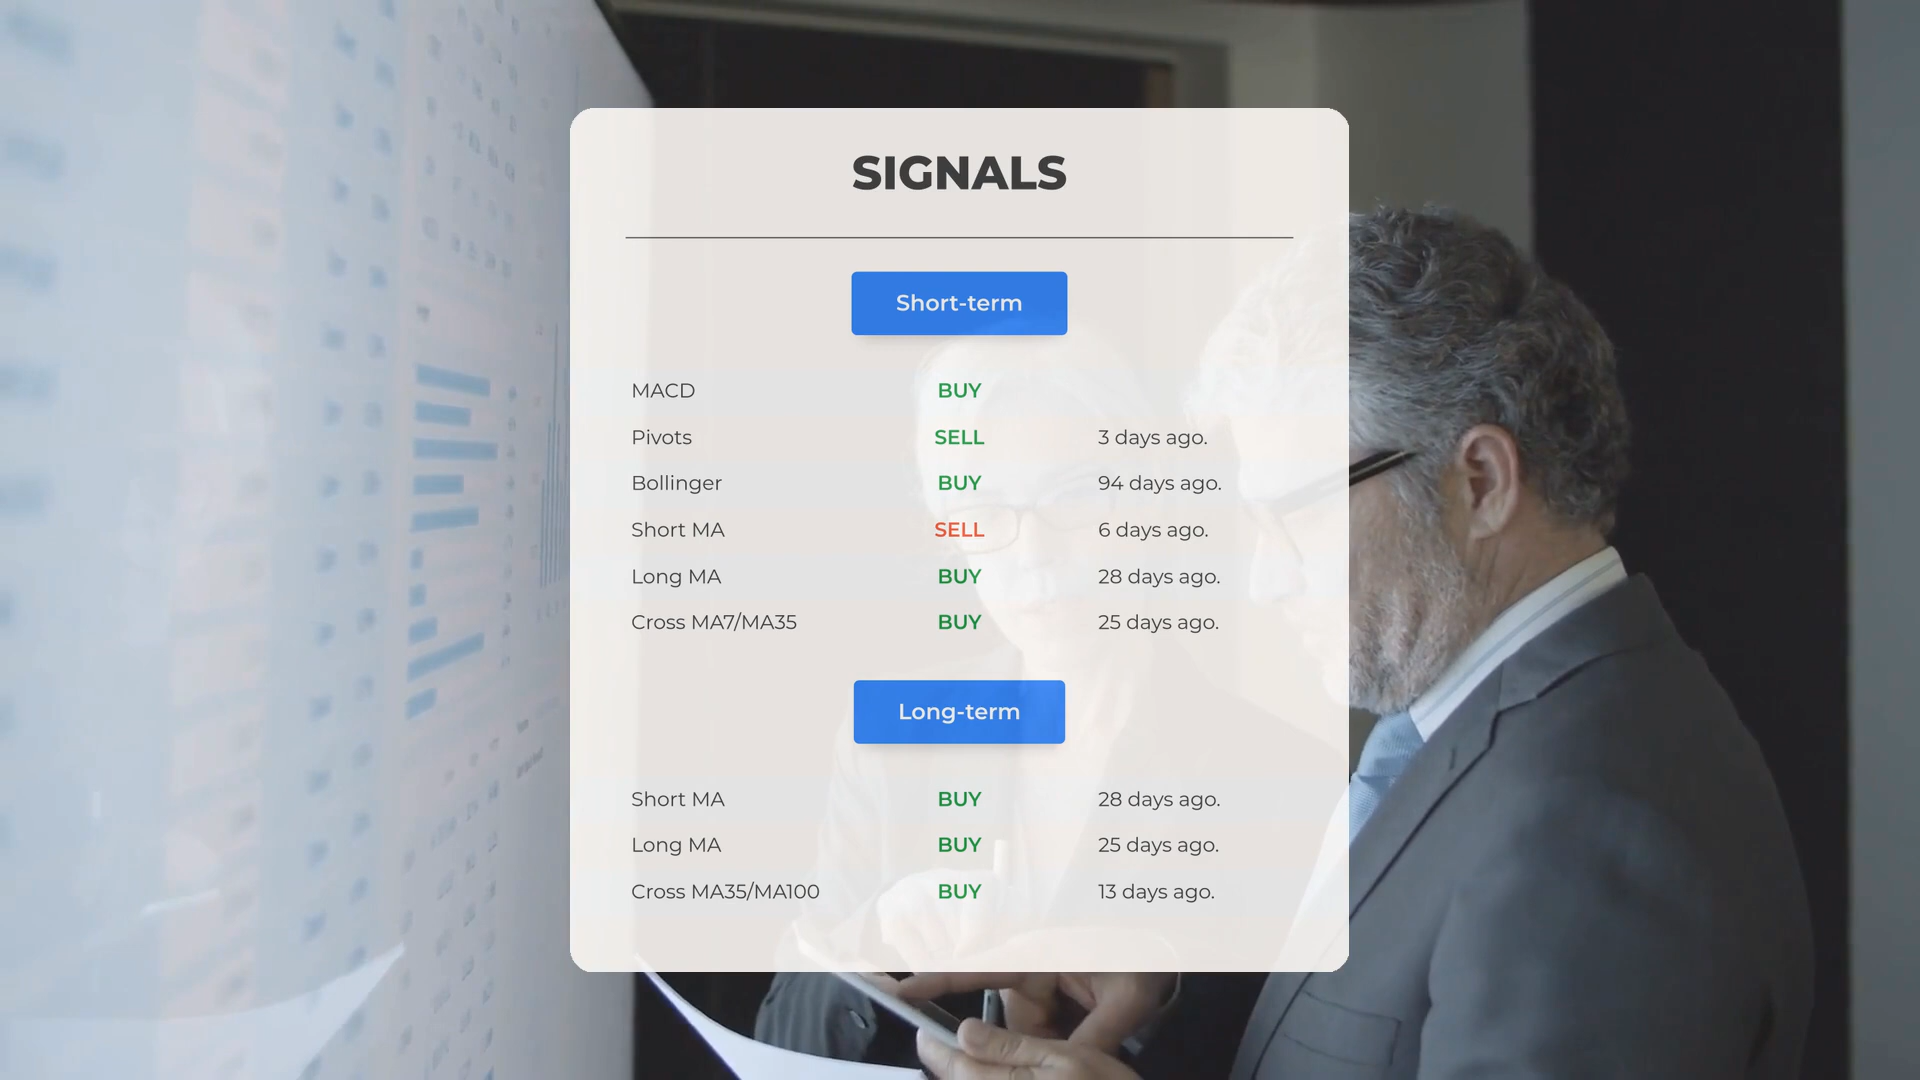 SIGNALS
Short-term
MACD BUY
Pivots SELL 3 days ago.
Bollinger BUY 94 days ago.
Short MA SELL 6 days ago.
Long MA BUY 28 days ago.
Cross MA7/MA35 BUY 25 days ago.
Long-term
Short MA BUY 28 days ago.
Long MA BUY 25 days ago.
Cross MA35/MA100 BUY 13 days ago.